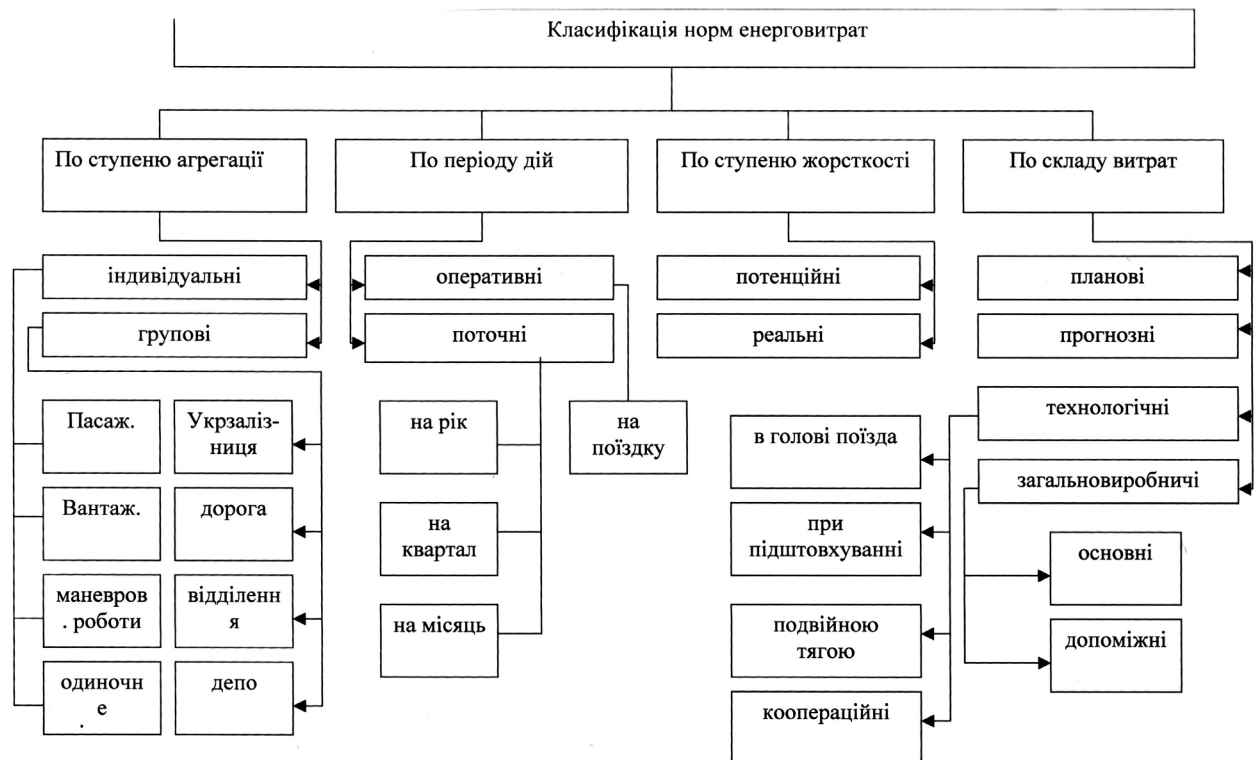 Класифікація норм енерговитрат
По ступеню агрегації
По періоду дій
По ступеню жорсткості
По складу витрат
індивідуальні
оперативні
потенційні
планові
групові
поточні
реальні
прогнозні
технологічні
загальновиробничі
Пасаж.
Укрзаліз-
ниця
на рік
на
поїздку
в голові поїзда
Вантаж.
дорога
на
квартал
при
підштовхуванні
основні
маневров
. роботи
відділенн
я
на місяць
подвійною
тягою
допоміжні
одиночн
е
депо
коопераційні